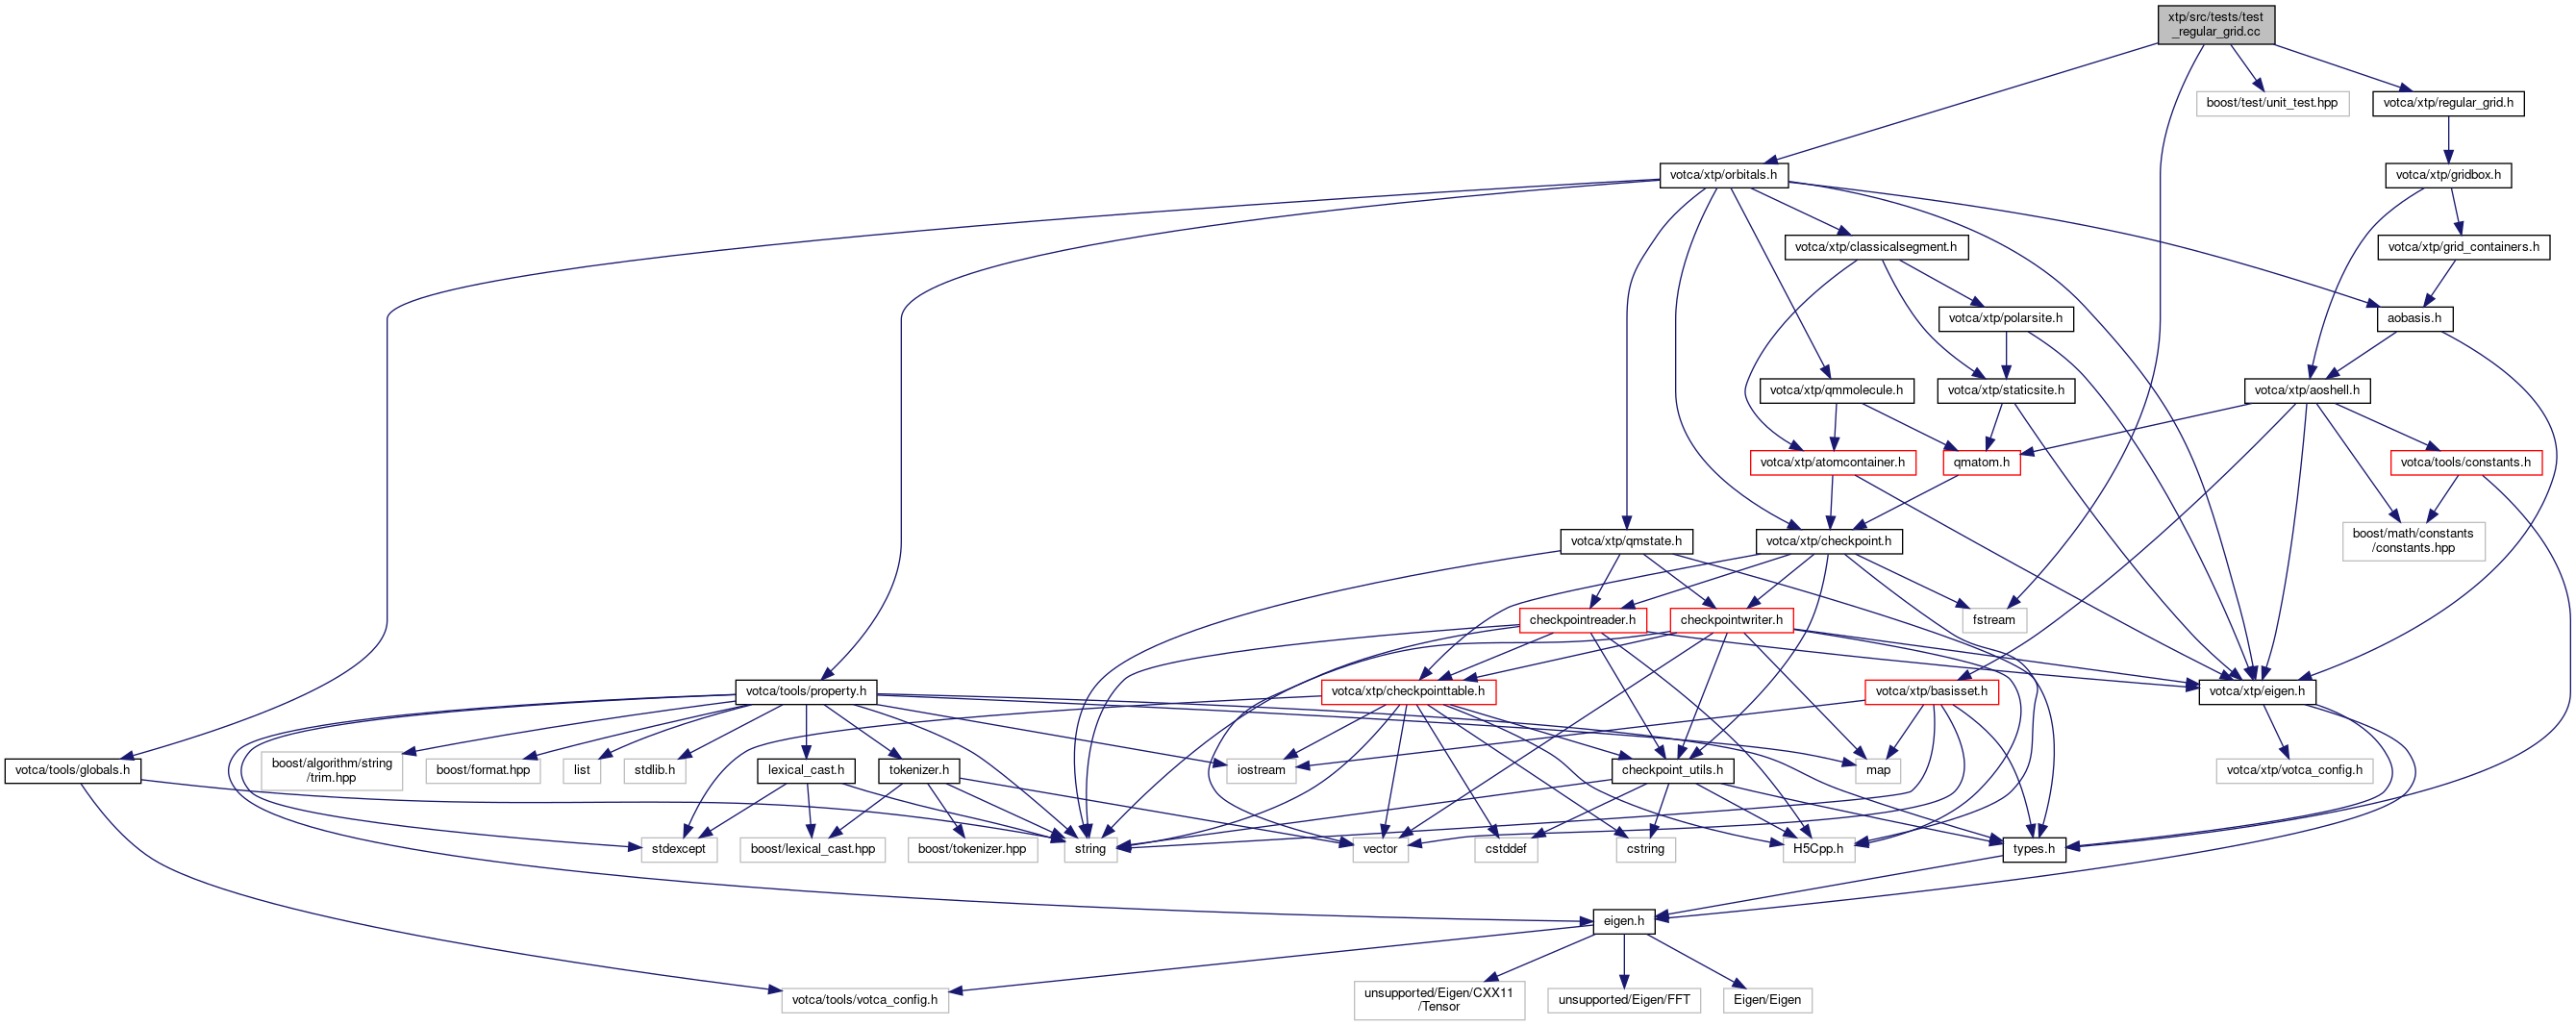 xtp/src/tests/test
_regular_grid.cc
boost/test/unit_test.hpp
votca/xtp/regular_grid.h
votca/xtp/orbitals.h
votca/xtp/gridbox.h
votca/xtp/classicalsegment.h
votca/xtp/grid_containers.h
votca/xtp/polarsite.h
aobasis.h
votca/xtp/qmmolecule.h
votca/xtp/staticsite.h
votca/xtp/aoshell.h
votca/xtp/atomcontainer.h
qmatom.h
votca/tools/constants.h
votca/xtp/qmstate.h
votca/xtp/checkpoint.h
boost/math/constants
/constants.hpp
checkpointreader.h
checkpointwriter.h
fstream
votca/tools/property.h
votca/xtp/checkpointtable.h
votca/xtp/basisset.h
votca/xtp/eigen.h
votca/tools/globals.h
boost/algorithm/string
/trim.hpp
boost/format.hpp
list
stdlib.h
lexical_cast.h
tokenizer.h
iostream
checkpoint_utils.h
map
votca/xtp/votca_config.h
stdexcept
boost/lexical_cast.hpp
boost/tokenizer.hpp
string
vector
cstddef
cstring
H5Cpp.h
types.h
eigen.h
votca/tools/votca_config.h
unsupported/Eigen/CXX11
/Tensor
unsupported/Eigen/FFT
Eigen/Eigen